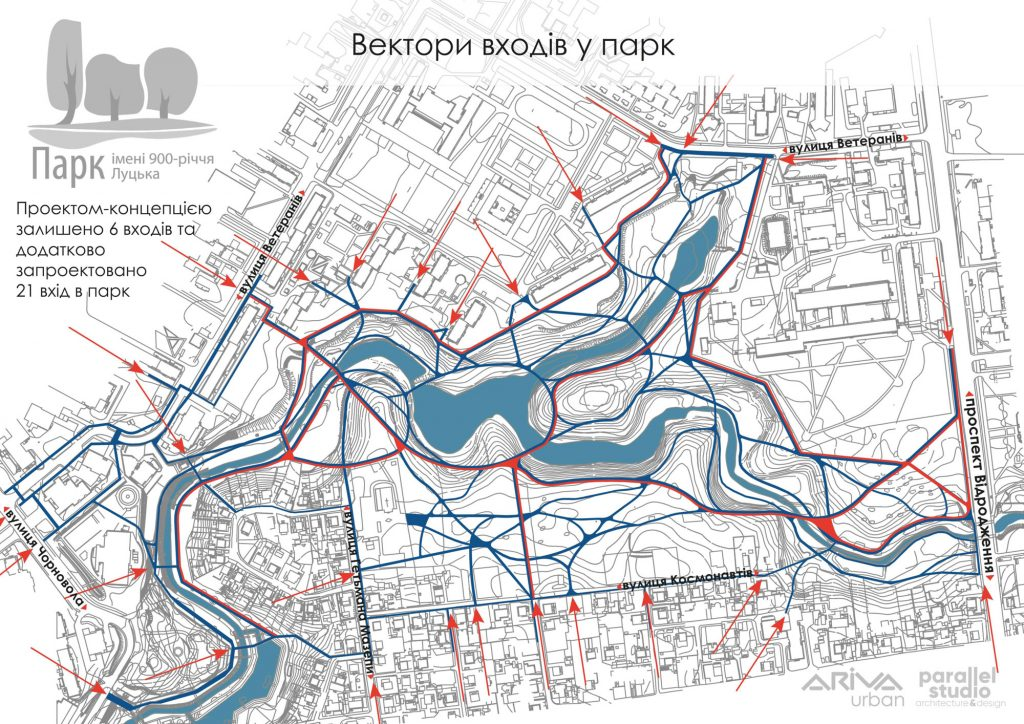 Вектори входів у парк
Парк імені 900-річчя
Луцька
Проектом-концепцією
залишено 6 входів та
додатково
запроектовано
21 вхід в парк
вулиця Ветеранів
вулиця Ветеранів
проспект Відродження
вулиця Чорновола
вулиця Гетьмана Мазепи
вулиця Космонавтів
ARIVA
urban
parallel
studio
architecture&design